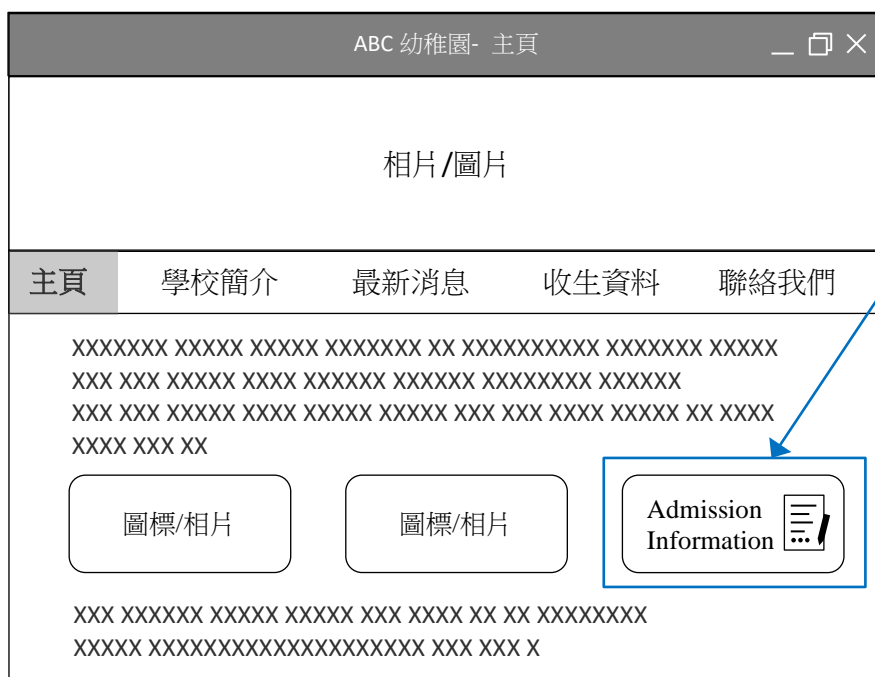 ABC 幼稚園- 主頁
相片/圖片
主頁 學校簡介 最新消息 收生資料 聯絡我們
XXXXXXX XXXXX XXXXX XXXXXXX XX XXXXXXXXXX XXXXXXX XXXXX
XXX XXX XXXXX XXXX XXXXXX XXXXXX XXXXXXXX XXXXXX
XXX XXX XXXXX XXXX XXXXX XXXXX XXX XXX XXXX XXXXX XX XXXX
XXXX XXX XX
圖標/相片
圖標/相片
Admission
Information
XXX XXXXXX XXXXX XXXXX XXX XXXX XX XX XXXXXXXX
XXXXX XXXXXXXXXXXXXXXXXXXX XXX XXX X